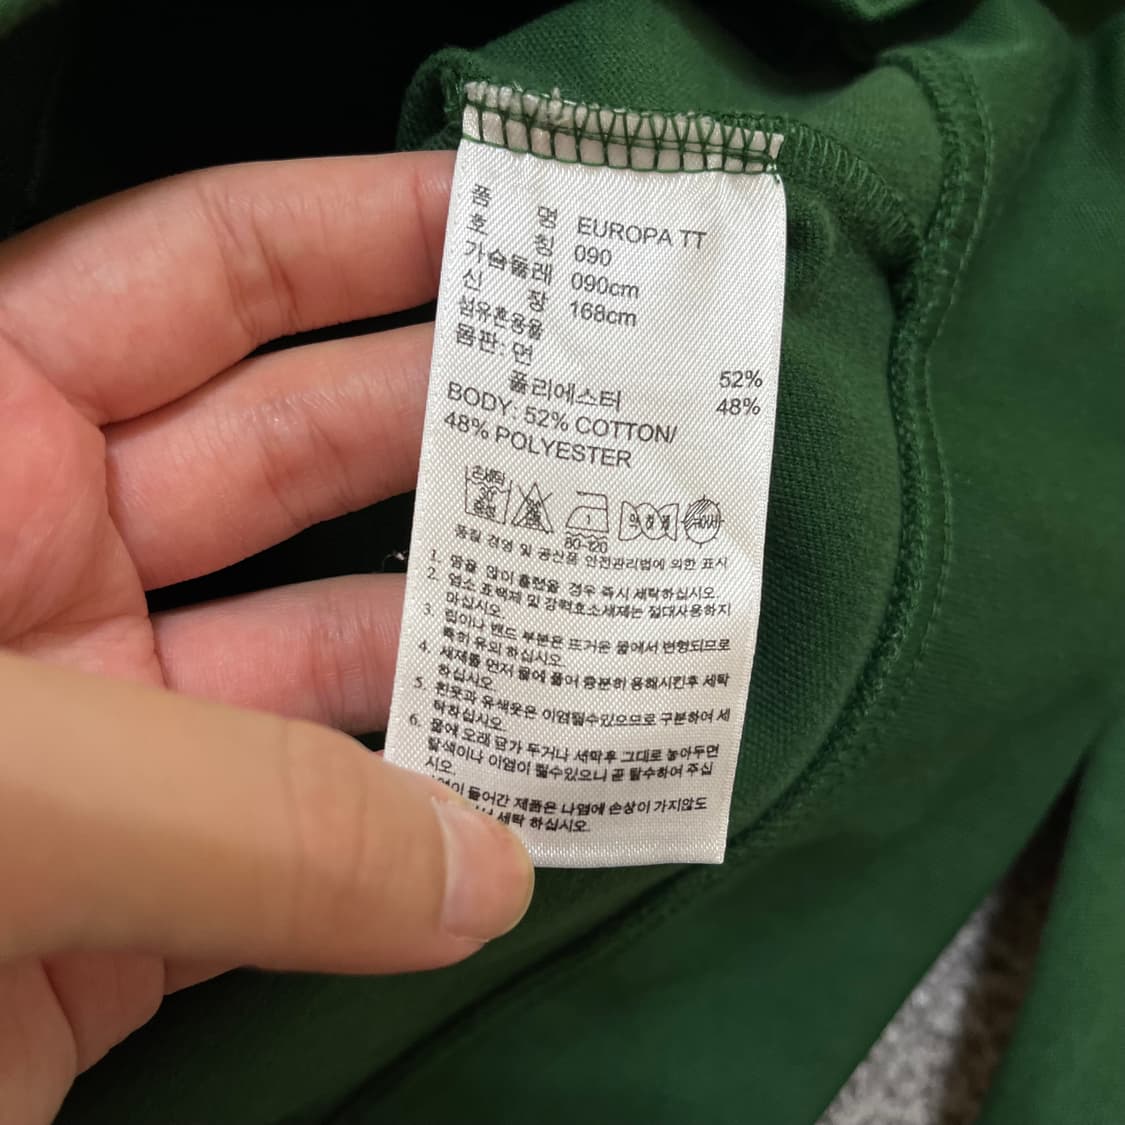 품 명 EUROPA TT
호 칭 090
가슴둘레 090cm
신 장 168cm
섬유혼용율
몸판: 면 52%
폴리에스터 48%
BODY: 52% COTTON/
48% POLYESTER
80-120
품질 경영 및 공산품 안전관리법에 의한 표시
1. 땀을 많이 흘렸을 경우 즉시 세탁하십시오.
2. 염소 표백제 및 강력효소세제는 절대사용하지
마십시오.
3. 립이나 밴드 부분은 뜨거운 물에서 변형되므로
특히 유의 하십시오.
4. 세제를 먼저 물에 풀어 충분히 용해시킨후 세탁
하십시오.
5. 흰옷과 유색옷은 이염될수있으므로 구분하여 세
탁하십시오.
6. 물에 오래 담가 두거나 세탁후 그대로 놓아두면
탈색이나 이염이 될수있으니 곧 탈수하여 주십
시오.
들어간 제품은 나염에 손상이 가지않도
세탁 하십시오.